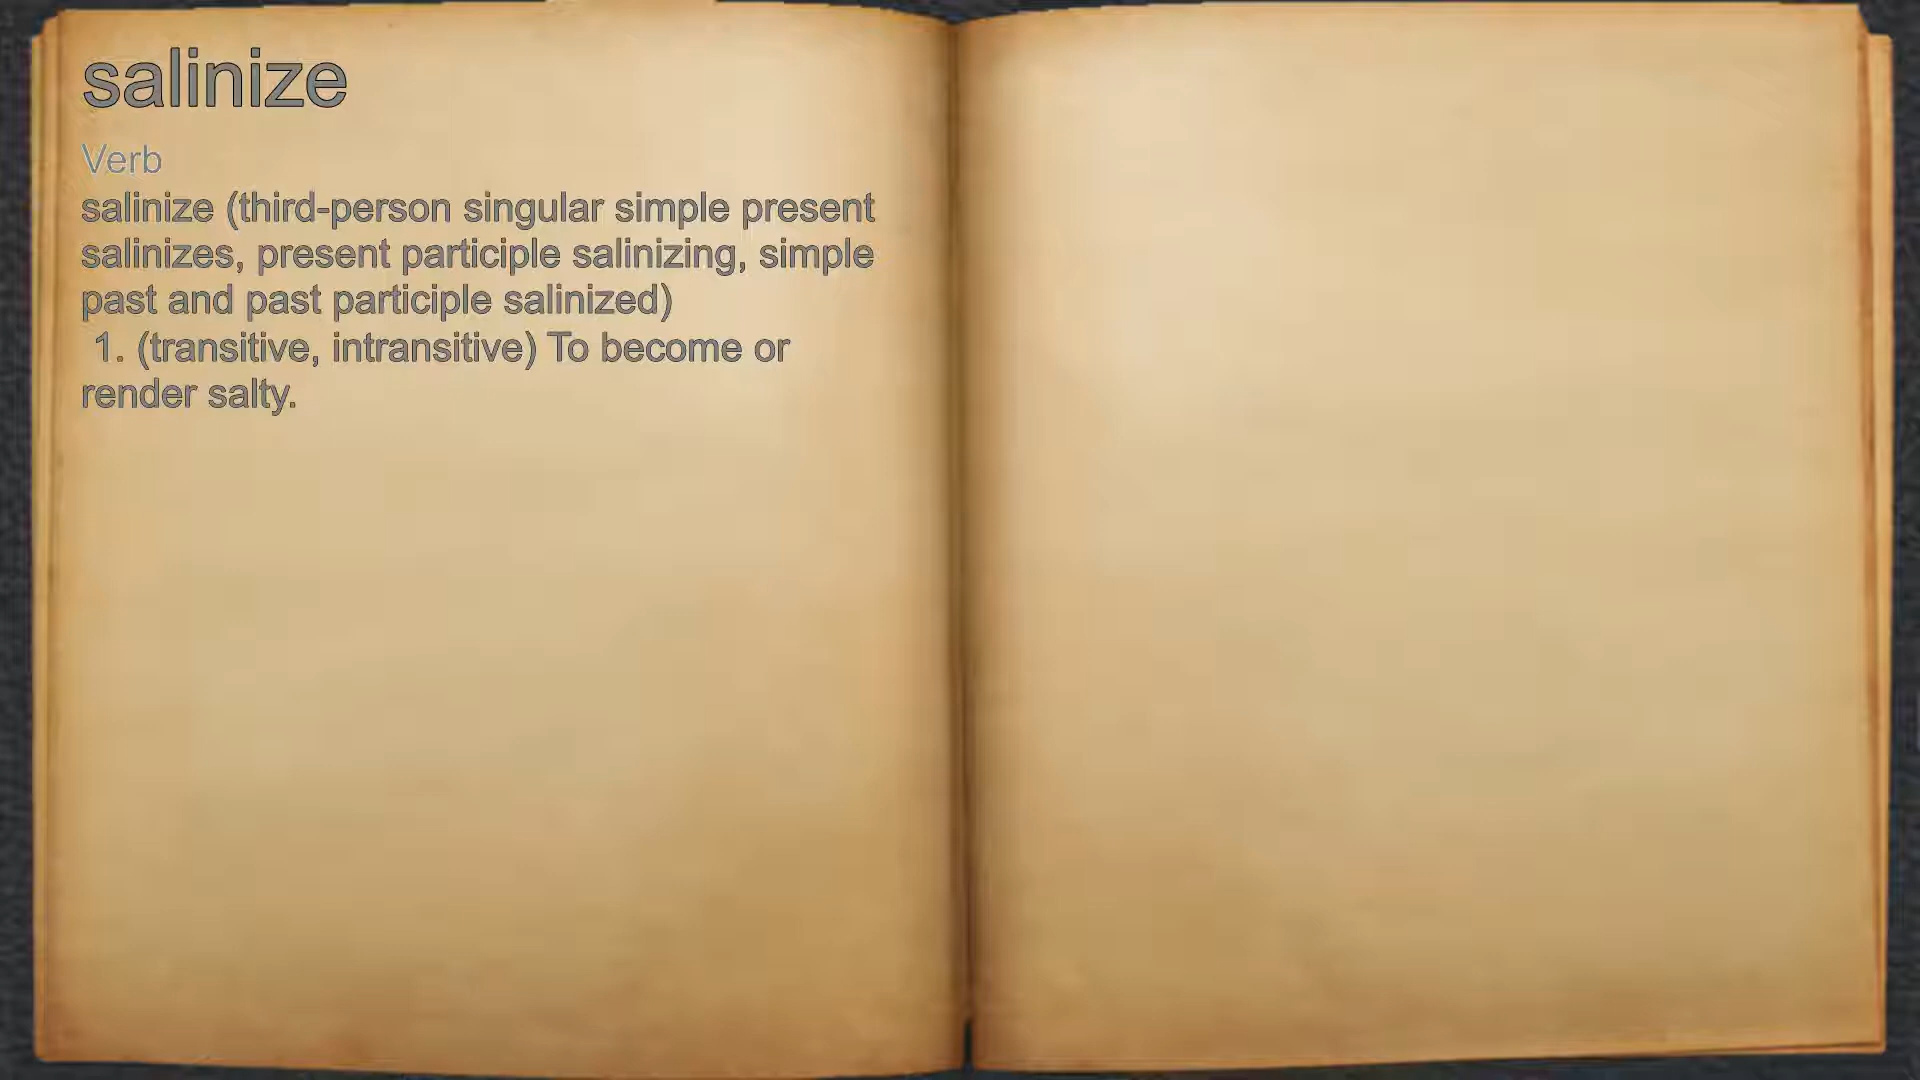 salinize
Verb
salinize (third-person singular simple present
salinizes, present participle salinizing, simple
past and past participle salinized)
1. (transitive, intransitive) To become or
render salty.